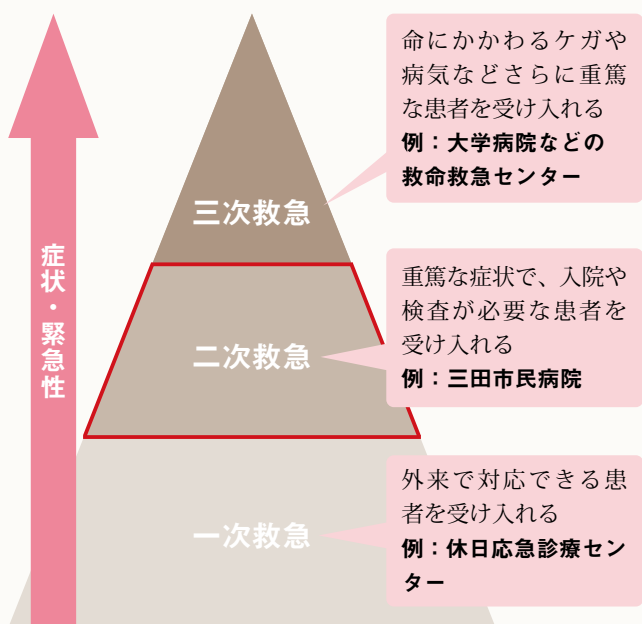 命にかかわるケガや
病気などさらに重篤
な患者を受け入れる
例：大学病院などの
救命救急センター
三次救急
症状・緊急性
重篤な症状で、入院や
検査が必要な患者を
受け入れる
例：三田市民病院
二次救急
外来で対応できる患
者を受け入れる
例：休日応急診療セン
ター
一次救急